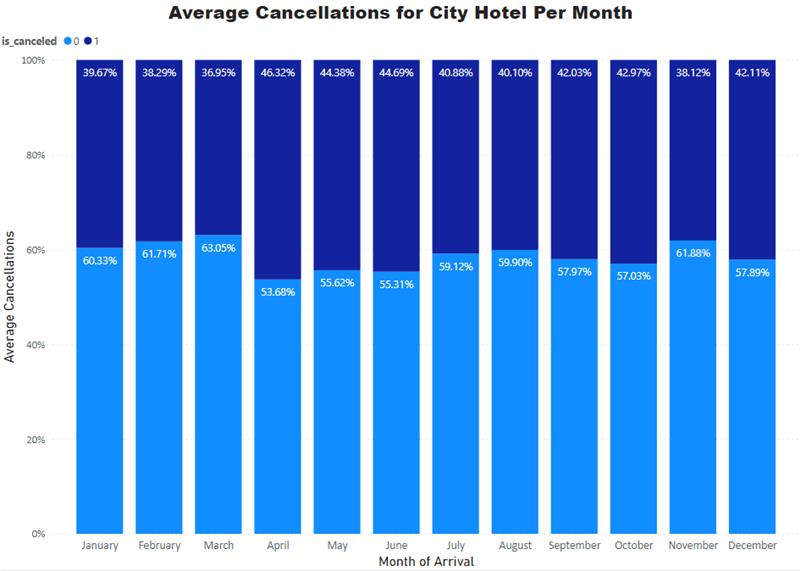 Average Cancellations for City Hotel Per Month
is_canceled 0 1
100%
80%
60%
40%
20%
0%
Average Cancellations
39.67% 38.29% 36.95% 46.32% 44.38% 44.69% 40.88% 40.10% 42.03% 42.97% 38.12% 42.11%
60.33% 61.71% 63.05% 53.68% 55.62% 55.31% 59.12% 59.90% 57.97% 57.03% 61.88% 57.89%
January February March April May June July August September October November December
Month of Arrival